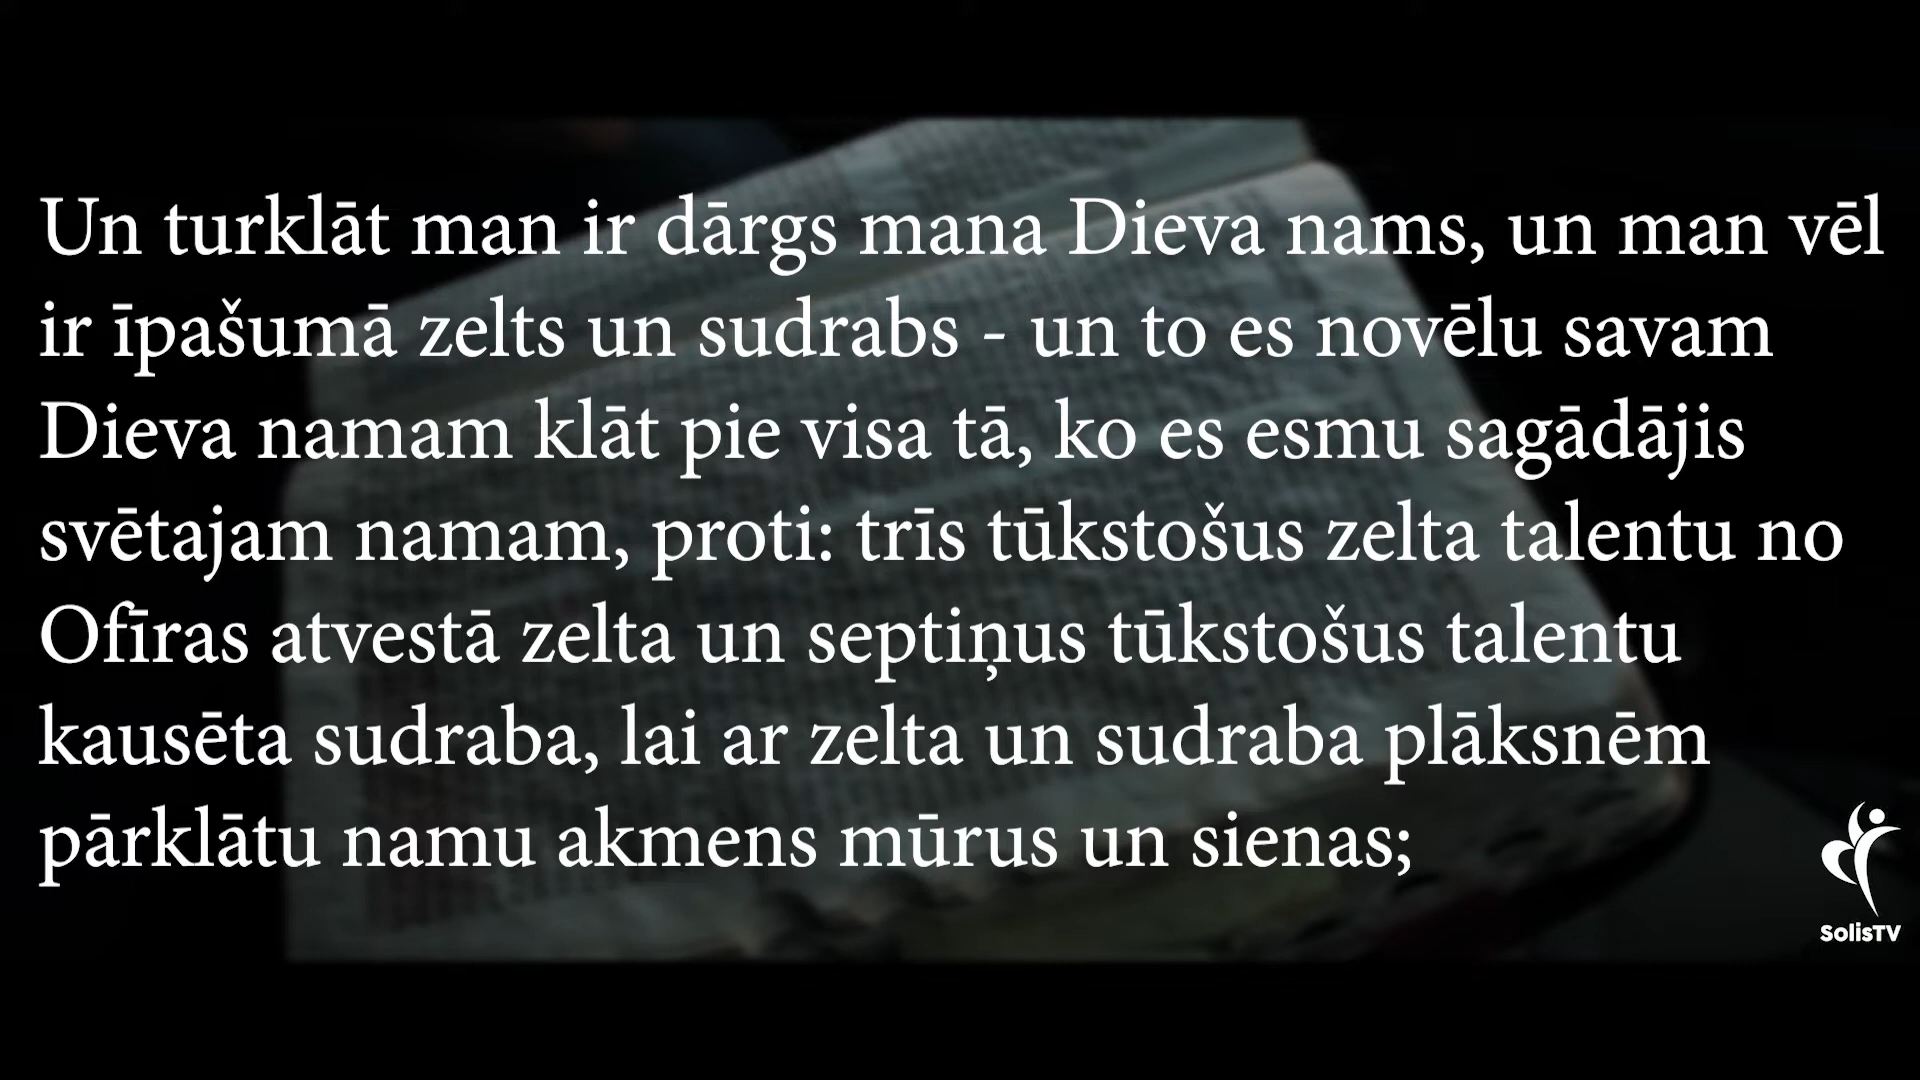 Un turklāt man ir dārgs mana Dieva nams, un man vēl
ir īpašumā zelts un sudrabs - un to es novēlu savam
Dieva namam klāt pie visa tā, ko es esmu sagādājis
svētajam namam, proti: trīs tūkstošus zelta talentu no
Ofīras atvestā zelta un septiņus tūkstošus talentu
kausēta sudraba, lai ar zelta un sudraba plāksnēm
pārklātu namu akmens mūrus un sienas;
SolisTV